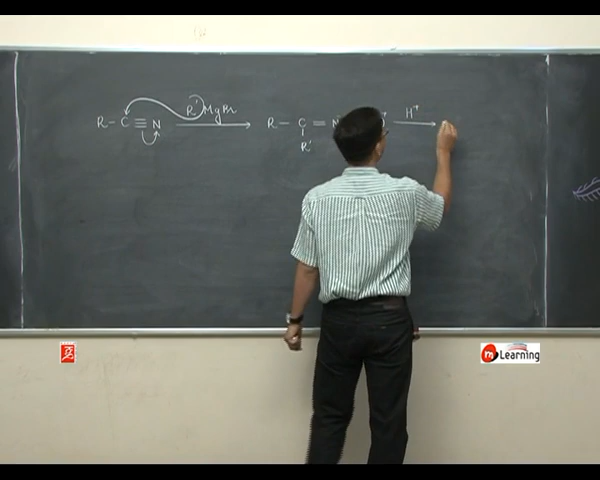 R – C ≡ N  R' MgBr ⟶  R – C = N  H⁺ ⟶
R'
m Learning